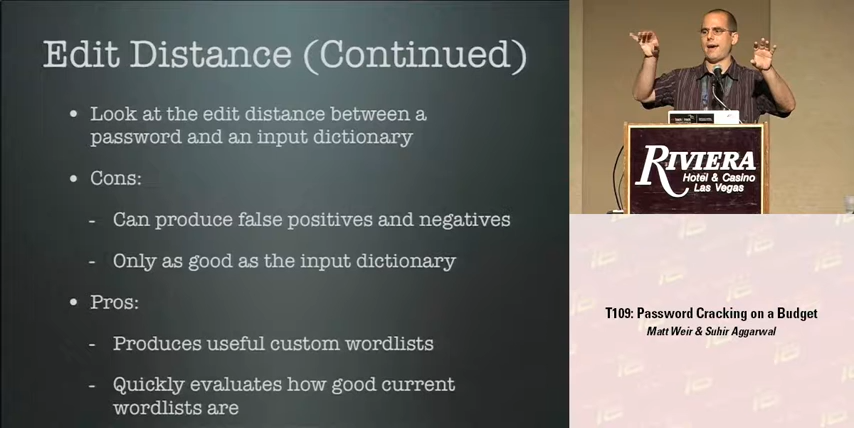 Edit Distance (Continued)
• Look at the edit distance between a
password and an input dictionary
• Cons:
- Can produce false positives and negatives
- Only as good as the input dictionary
• Pros:
- Produces useful custom wordlists
- Quickly evaluates how good current
wordlists are
RIVIERA
Hotel & Casino
Las Vegas
T109: Password Cracking on a Budget
Matt Weir & Suhir Aggarwal